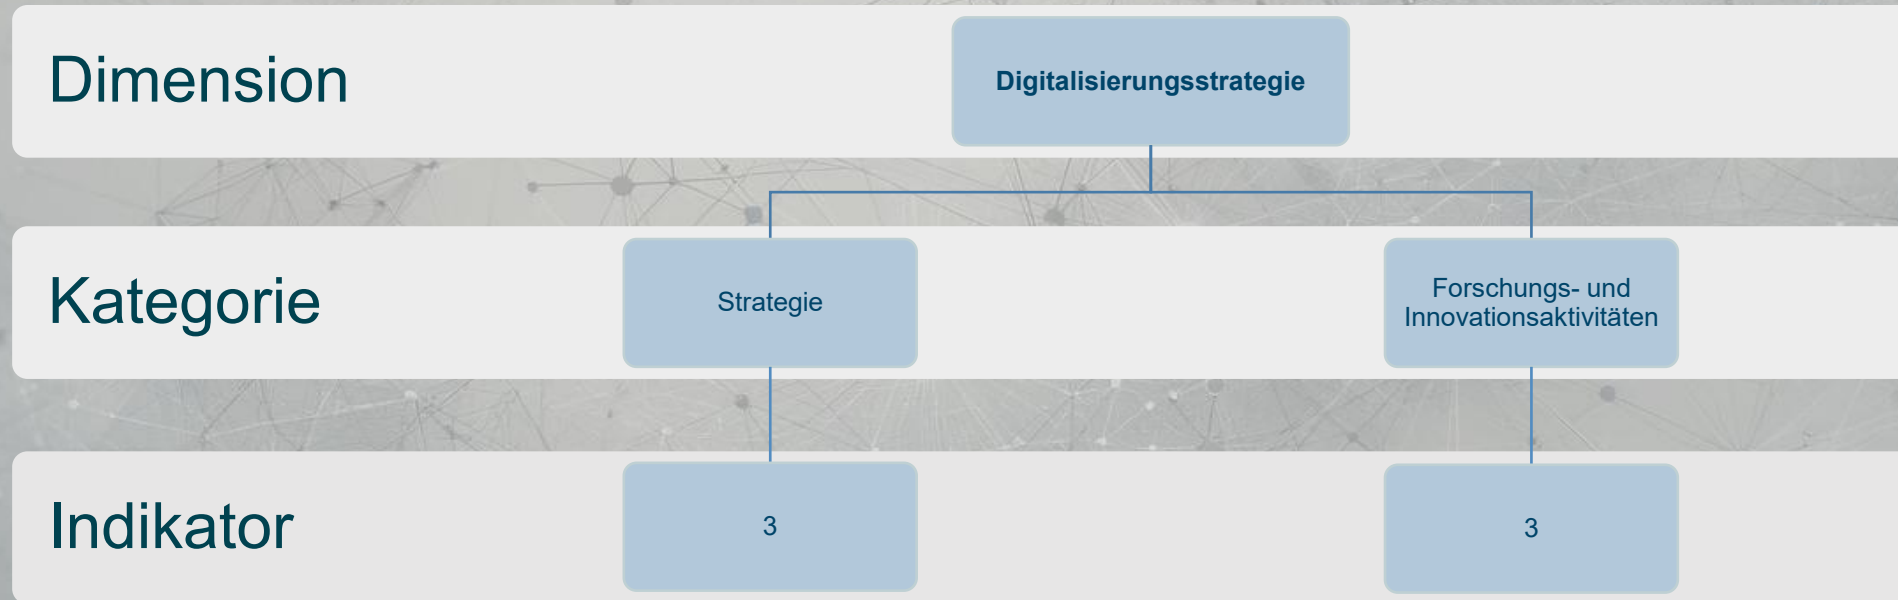 Dimension
Digitalisierungsstrategie
Kategorie
Strategie
Forschungs- und
Innovationsaktivitäten
Indikator
3
3